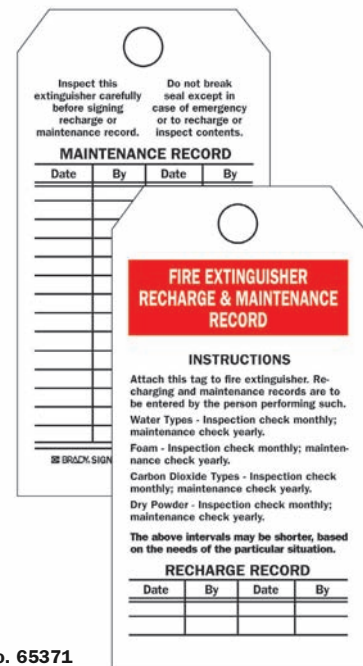 Inspect this
extinguisher carefully
before signing
recharge or
maintenance record.
Do not break
seal except in
case of emergency
or to recharge or
inspect contents.
MAINTENANCE RECORD
Date By Date By
BRADY. SIGN
FIRE EXTINGUISHER
RECHARGE & MAINTENANCE
RECORD
INSTRUCTIONS
Attach this tag to fire extinguisher. Re-
charging and maintenance records are to
be entered by the person performing such.
Water Types - Inspection check monthly;
maintenance check yearly.
Foam - Inspection check monthly; mainten-
nance check yearly.
Carbon Dioxide Types - Inspection check
monthly; maintenance check yearly.
Dry Powder - Inspection check monthly;
maintenance check yearly.
The above intervals may be shorter, based
on the needs of the particular situation.
RECHARGE RECORD
Date By Date By
o. 65371